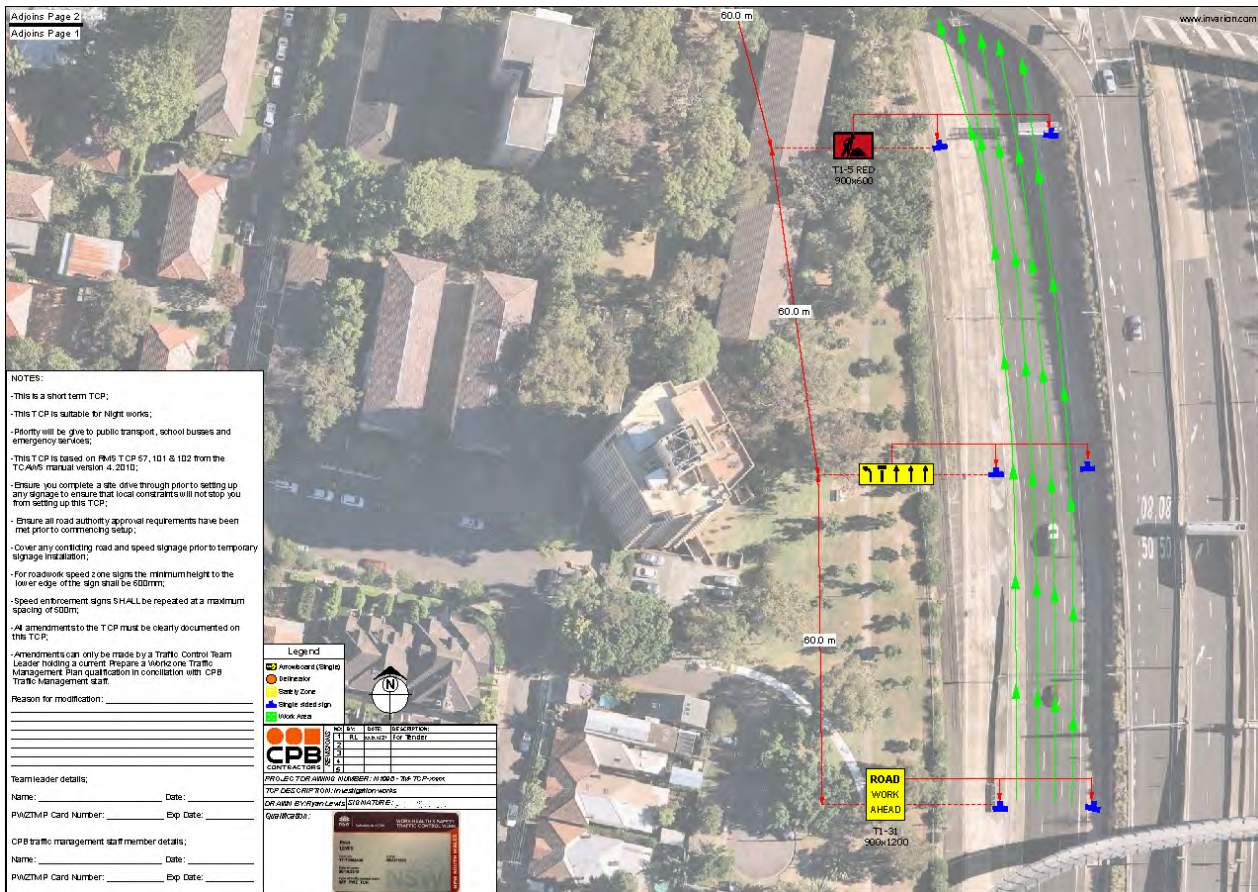 Adjoins Page 2
Adjoins Page 1
www.invarion.com
60.0 m
T1-5 RED
900x600
60.0 m
60.0 m
ROAD
WORK
AHEAD
T1-31
900x1200
NOTES:
-This is a short term TCP;
-This TCP is suitable for Night works;
-Priority will be give to public transport, school busses and
emergency services;
-This TCP is based on RMS TCP 57, 101 & 102 from the
TCAWS manual version 4. 2010;
-Ensure you complete a site drive through prior to setting up
any signage to ensure that local constraints will not stop you
from setting up this TCP;
- Ensure all road authority approval requirements have been
met prior to commencing setup;
-Cover any conflicting road and speed signage prior to temporary
signage installation;
-For roadwork speed zone signs the minimum height to the
lower edge of the sign shall be 600mm;
-Speed enforcement signs SHALL be repeated at a maximum
spacing of 500m;
-All amendments to the TCP must be clearly documented on
this TCP;
-Amendments can only be made by a Traffic Control Team
Leader holding a current Prepare a Workzone Traffic
Management Plan qualification in conciliation with CPB
Traffic Management staff.
Reason for modification:
Team leader details;
Name: Date:
PWZTMP Card Number: Exp Date:
CPB traffic management staff member details;
Name: Date:
PWZTMP Card Number: Exp Date:
Legend
Arrowboard (Single)
Delineator
Safety Zone
Single sided sign
Work Area
N
CPB
CONTRACTORS
REVISIONS
NO: BY: DATE: DESCRIPTION:
1 RL For Tender
2
3
4
5
PROJECT DRAWING NUMBER:
TCP DESCRIPTION: Investigation works
DRAWN BY: Ryan Lewis SIGNATURE:
Qualification:
WORK HEALTH & SAFETY
TRAFFIC CONTROL WORK
NSW
NEW SOUTH WALES